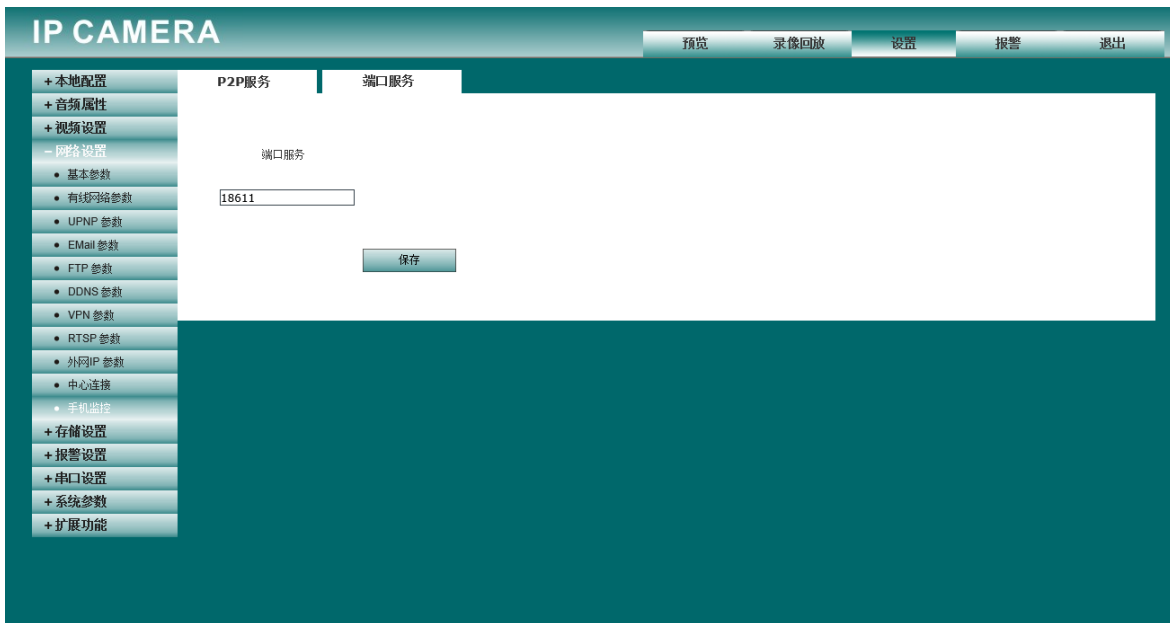 IP CAMERA
预览 录像回放 设置 报警 退出
+本地配置
+音频属性
+视频设置
-网络设置
• 基本参数
• 有线网络参数
• UPNP 参数
• EMail 参数
• FTP 参数
• DDNS 参数
• VPN 参数
• RTSP 参数
• 外网IP 参数
• 中心连接
• 手机监控
+存储设置
+报警设置
+串口设置
+系统参数
+扩展功能
P2P服务 端口服务
端口服务
18611
保存